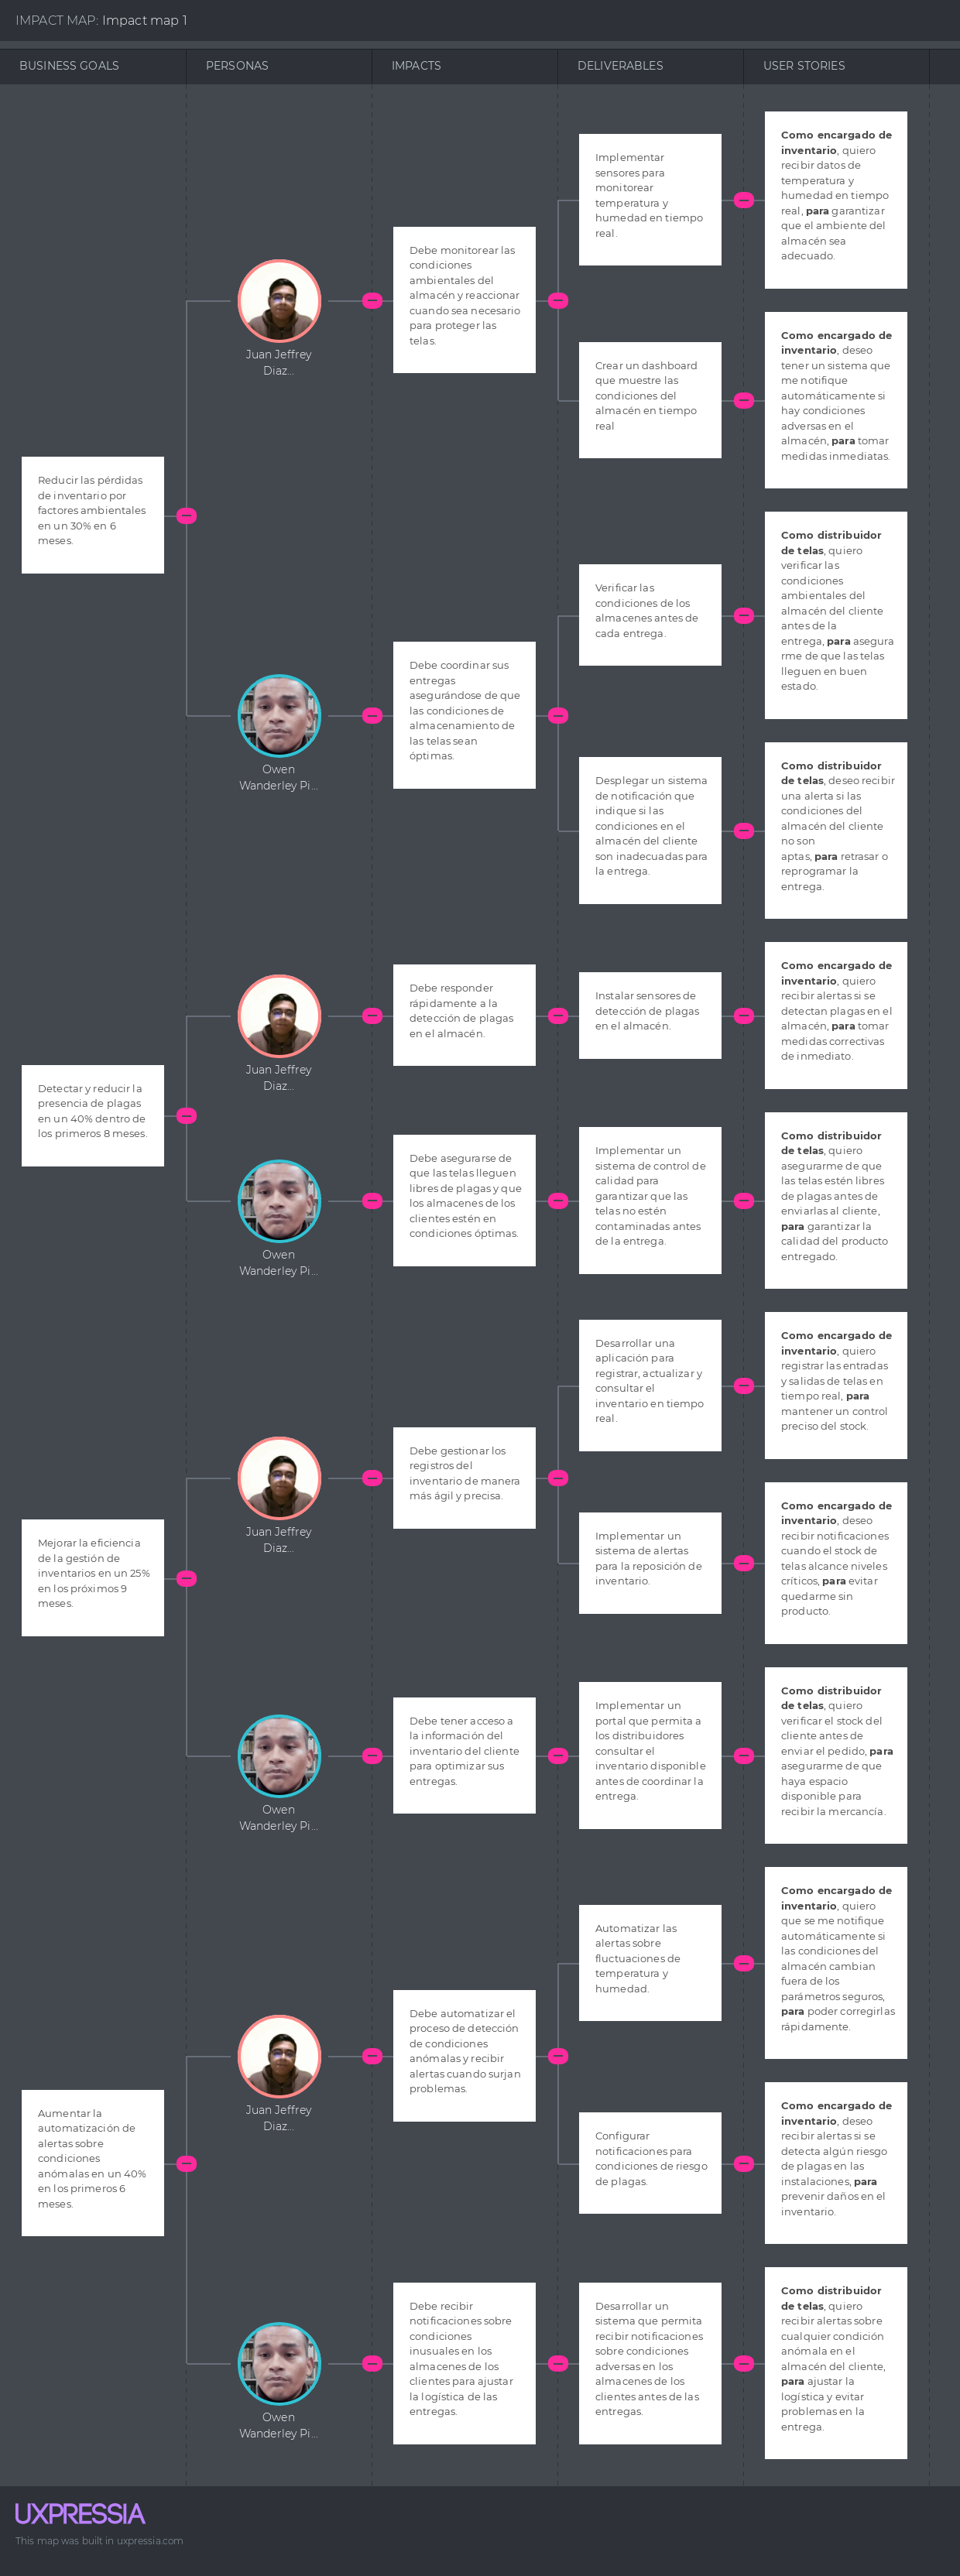 IMPACT MAP: Impact map 1
BUSINESS GOALS
PERSONAS
IMPACTS
DELIVERABLES
USER STORIES
Reducir las pérdidas
de inventario por
factores ambientales
en un 30% en 6
meses.
Juan Jeffrey
Diaz...
Debe monitorear las
condiciones
ambientales del
almacén y reaccionar
cuando sea necesario
para proteger las
telas.
Implementar
sensores para
monitorear
temperatura y
humedad en tiempo
real.
Como encargado de
inventario, quiero
recibir datos de
temperatura y
humedad en tiempo
real, para garantizar
que el ambiente del
almacén sea
adecuado.
Crear un dashboard
que muestre las
condiciones del
almacén en tiempo
real
Como encargado de
inventario, deseo
tener un sistema que
me notifique
automáticamente si
hay condiciones
adversas en el
almacén, para tomar
medidas inmediatas.
Owen
Wanderley Pi...
Debe coordinar sus
entregas
asegurándose de que
las condiciones de
almacenamiento de
las telas sean
óptimas.
Verificar las
condiciones de los
almacenes antes de
cada entrega.
Como distribuidor
de telas, quiero
verificar las
condiciones
ambientales del
almacén del cliente
antes de la
entrega, para asegura
rme de que las telas
lleguen en buen
estado.
Desplegar un sistema
de notificación que
indique si las
condiciones en el
almacén del cliente
son inadecuadas para
la entrega.
Como distribuidor
de telas, deseo recibir
una alerta si las
condiciones del
almacén del cliente
no son
aptas, para retrasar o
reprogramar la
entrega.
Detectar y reducir la
presencia de plagas
en un 40% dentro de
los primeros 8 meses.
Juan Jeffrey
Diaz...
Debe responder
rápidamente a la
detección de plagas
en el almacén.
Instalar sensores de
detección de plagas
en el almacén.
Como encargado de
inventario, quiero
recibir alertas si se
detectan plagas en el
almacén, para tomar
medidas correctivas
de inmediato.
Owen
Wanderley Pi...
Debe asegurarse de
que las telas lleguen
libres de plagas y que
los almacenes de los
clientes estén en
condiciones óptimas.
Implementar un
sistema de control de
calidad para
garantizar que las
telas no estén
contaminadas antes
de la entrega.
Como distribuidor
de telas, quiero
asegurarme de que
las telas estén libres
de plagas antes de
enviarlas al cliente,
para garantizar la
calidad del producto
entregado.
Mejorar la eficiencia
de la gestión de
inventarios en un 25%
en los próximos 9
meses.
Juan Jeffrey
Diaz...
Debe gestionar los
registros del
inventario de manera
más ágil y precisa.
Desarrollar una
aplicación para
registrar, actualizar y
consultar el
inventario en tiempo
real.
Como encargado de
inventario, quiero
registrar las entradas
y salidas de telas en
tiempo real, para
mantener un control
preciso del stock.
Implementar un
sistema de alertas
para la reposición de
inventario.
Como encargado de
inventario, deseo
recibir notificaciones
cuando el stock de
telas alcance niveles
críticos, para evitar
quedarme sin
producto.
Owen
Wanderley Pi...
Debe tener acceso a
la información del
inventario del cliente
para optimizar sus
entregas.
Implementar un
portal que permita a
los distribuidores
consultar el
inventario disponible
antes de coordinar la
entrega.
Como distribuidor
de telas, quiero
verificar el stock del
cliente antes de
enviar el pedido, para
asegurarme de que
haya espacio
disponible para
recibir la mercancía.
Aumentar la
automatización de
alertas sobre
condiciones
anómalas en un 40%
en los primeros 6
meses.
Juan Jeffrey
Diaz...
Debe automatizar el
proceso de detección
de condiciones
anómalas y recibir
alertas cuando surjan
problemas.
Automatizar las
alertas sobre
fluctuaciones de
temperatura y
humedad.
Como encargado de
inventario, quiero
que se me notifique
automáticamente si
las condiciones del
almacén cambian
fuera de los
parámetros seguros,
para poder corregirlas
rápidamente.
Configurar
notificaciones para
condiciones de riesgo
de plagas.
Como encargado de
inventario, deseo
recibir alertas si se
detecta algún riesgo
de plagas en las
instalaciones, para
prevenir daños en el
inventario.
Owen
Wanderley Pi...
Debe recibir
notificaciones sobre
condiciones
inusuales en los
almacenes de los
clientes para ajustar
la logística de las
entregas.
Desarrollar un
sistema que permita
recibir notificaciones
sobre condiciones
adversas en los
almacenes de los
clientes antes de las
entregas.
Como distribuidor
de telas, quiero
recibir alertas sobre
cualquier condición
anómala en el
almacén del cliente,
para ajustar la
logística y evitar
problemas en la
entrega.
UXPRESSIA
This map was built in uxpressia.com